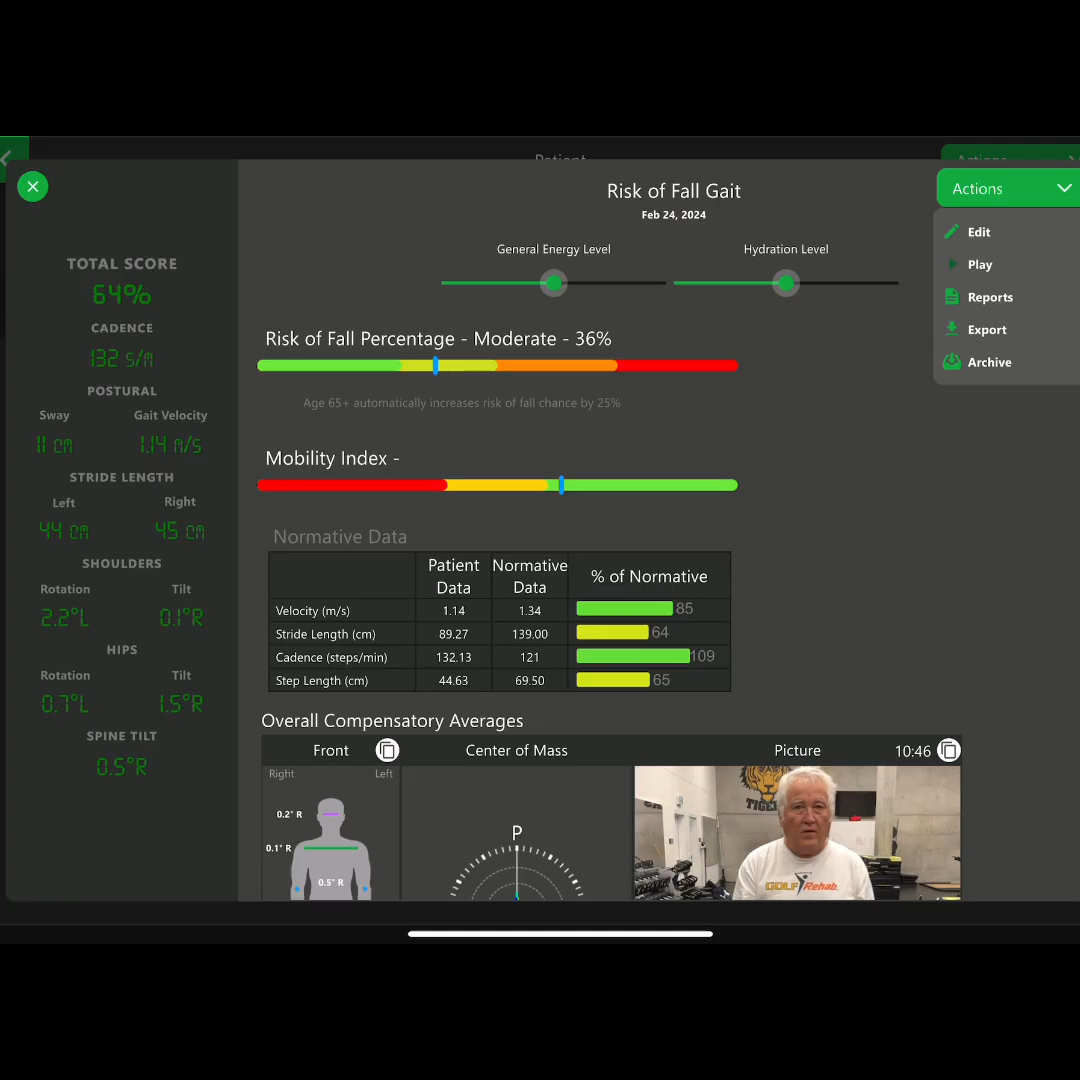 Patient
Actions
Risk of Fall Gait
Actions
Feb 24, 2024
Edit
Play
Reports
Export
Archive
General Energy Level
Hydration Level
TOTAL SCORE
64%
CADENCE
132 s/m
POSTURAL
Sway
Gait Velocity
11 cm
1.14 m/s
STRIDE LENGTH
Left
Right
44 cm
45 cm
SHOULDERS
Rotation
Tilt
2.2°L
0.1°R
HIPS
Rotation
Tilt
0.7°L
1.5°R
SPINE TILT
0.5°R
Risk of Fall Percentage - Moderate - 36%
Age 65+ automatically increases risk of fall chance by 25%
Mobility Index -
Normative Data
Patient Data
Normative Data
% of Normative
Velocity (m/s) 1.14 1.34 85
Stride Length (cm) 89.27 139.00 64
Cadence (steps/min) 132.13 121 109
Step Length (cm) 44.63 69.50 65
Overall Compensatory Averages
Front
Center of Mass
Picture
10:46
Right
Left
0.2° R
0.1° R
0.5° R
P
TIGE
GOLF Rehab.